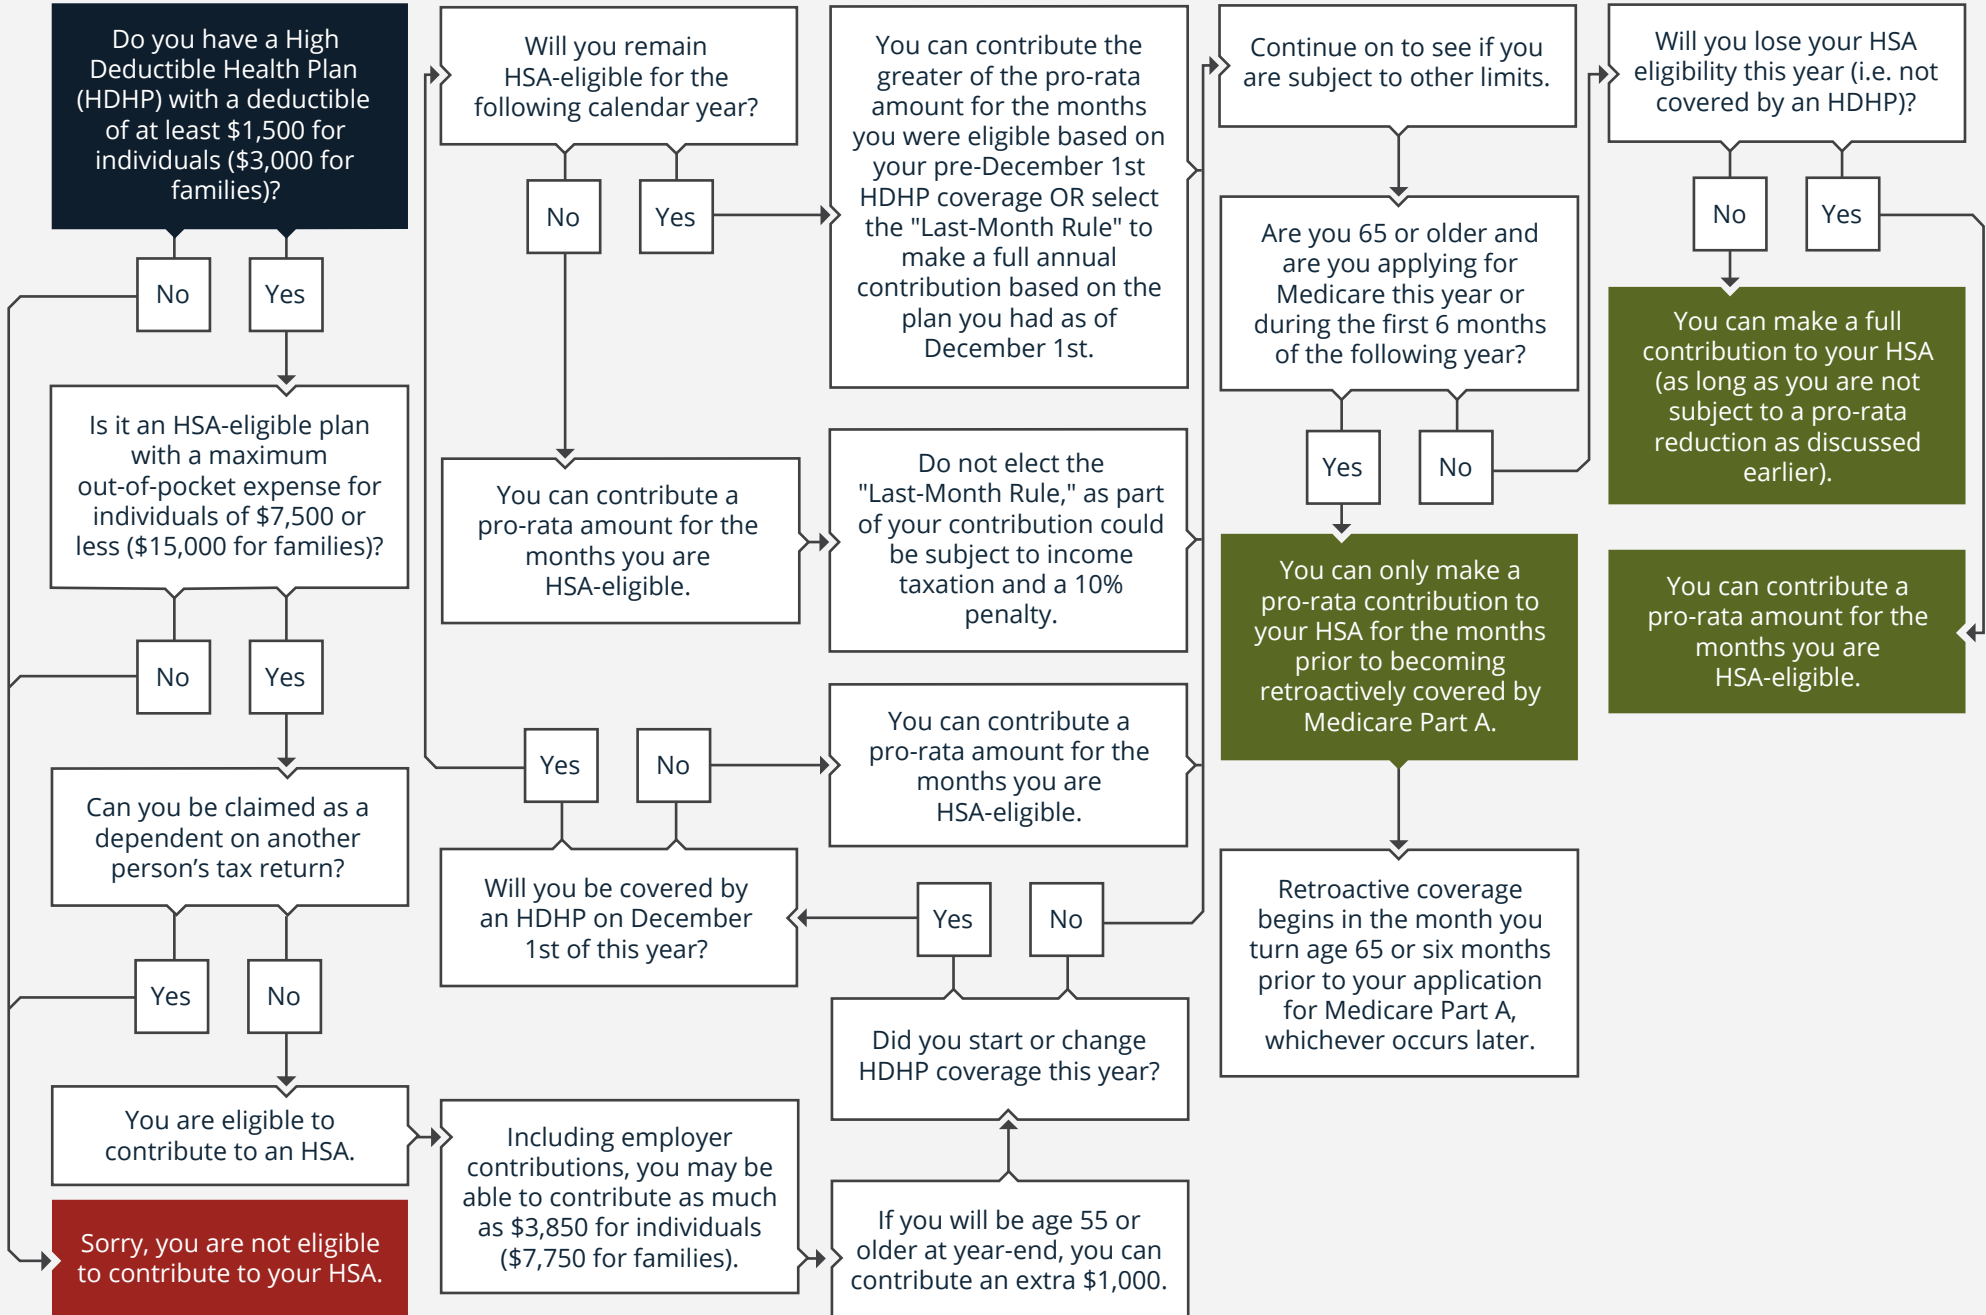 Do you have a High
Deductible Health Plan
(HDHP) with a deductible
of at least $1,500 for
individuals ($3,000 for
families)?
No
Yes
Is it an HSA-eligible plan
with a maximum
out-of-pocket expense for
individuals of $7,500 or
less ($15,000 for families)?
No
Yes
Can you be claimed as a
dependent on another
person’s tax return?
Yes
No
You are eligible to
contribute to an HSA.
Sorry, you are not eligible
to contribute to your HSA.
Including employer
contributions, you may be
able to contribute as much
as $3,850 for individuals
($7,750 for families).
If you will be age 55 or
older at year-end, you can
contribute an extra $1,000.
Did you start or change
HDHP coverage this year?
Yes
No
Will you be covered by
an HDHP on December
1st of this year?
Yes
No
You can contribute a
pro-rata amount for the
months you are
HSA-eligible.
Will you remain
HSA-eligible for the
following calendar year?
No
Yes
You can contribute a
pro-rata amount for the
months you are
HSA-eligible.
Do not elect the
"Last-Month Rule," as part
of your contribution could
be subject to income
taxation and a 10%
penalty.
You can contribute the
greater of the pro-rata
amount for the months
you were eligible based on
your pre-December 1st
HDHP coverage OR select
the "Last-Month Rule" to
make a full annual
contribution based on the
plan you had as of
December 1st.
Continue on to see if you
are subject to other limits.
Are you 65 or older and
are you applying for
Medicare this year or
during the first 6 months
of the following year?
Yes
No
You can only make a
pro-rata contribution to
your HSA for the months
prior to becoming
retroactively covered by
Medicare Part A.
Retroactive coverage
begins in the month you
turn age 65 or six months
prior to your application
for Medicare Part A,
whichever occurs later.
Will you lose your HSA
eligibility this year (i.e. not
covered by an HDHP)?
No
Yes
You can make a full
contribution to your HSA
(as long as you are not
subject to a pro-rata
reduction as discussed
earlier).
You can contribute a
pro-rata amount for the
months you are
HSA-eligible.